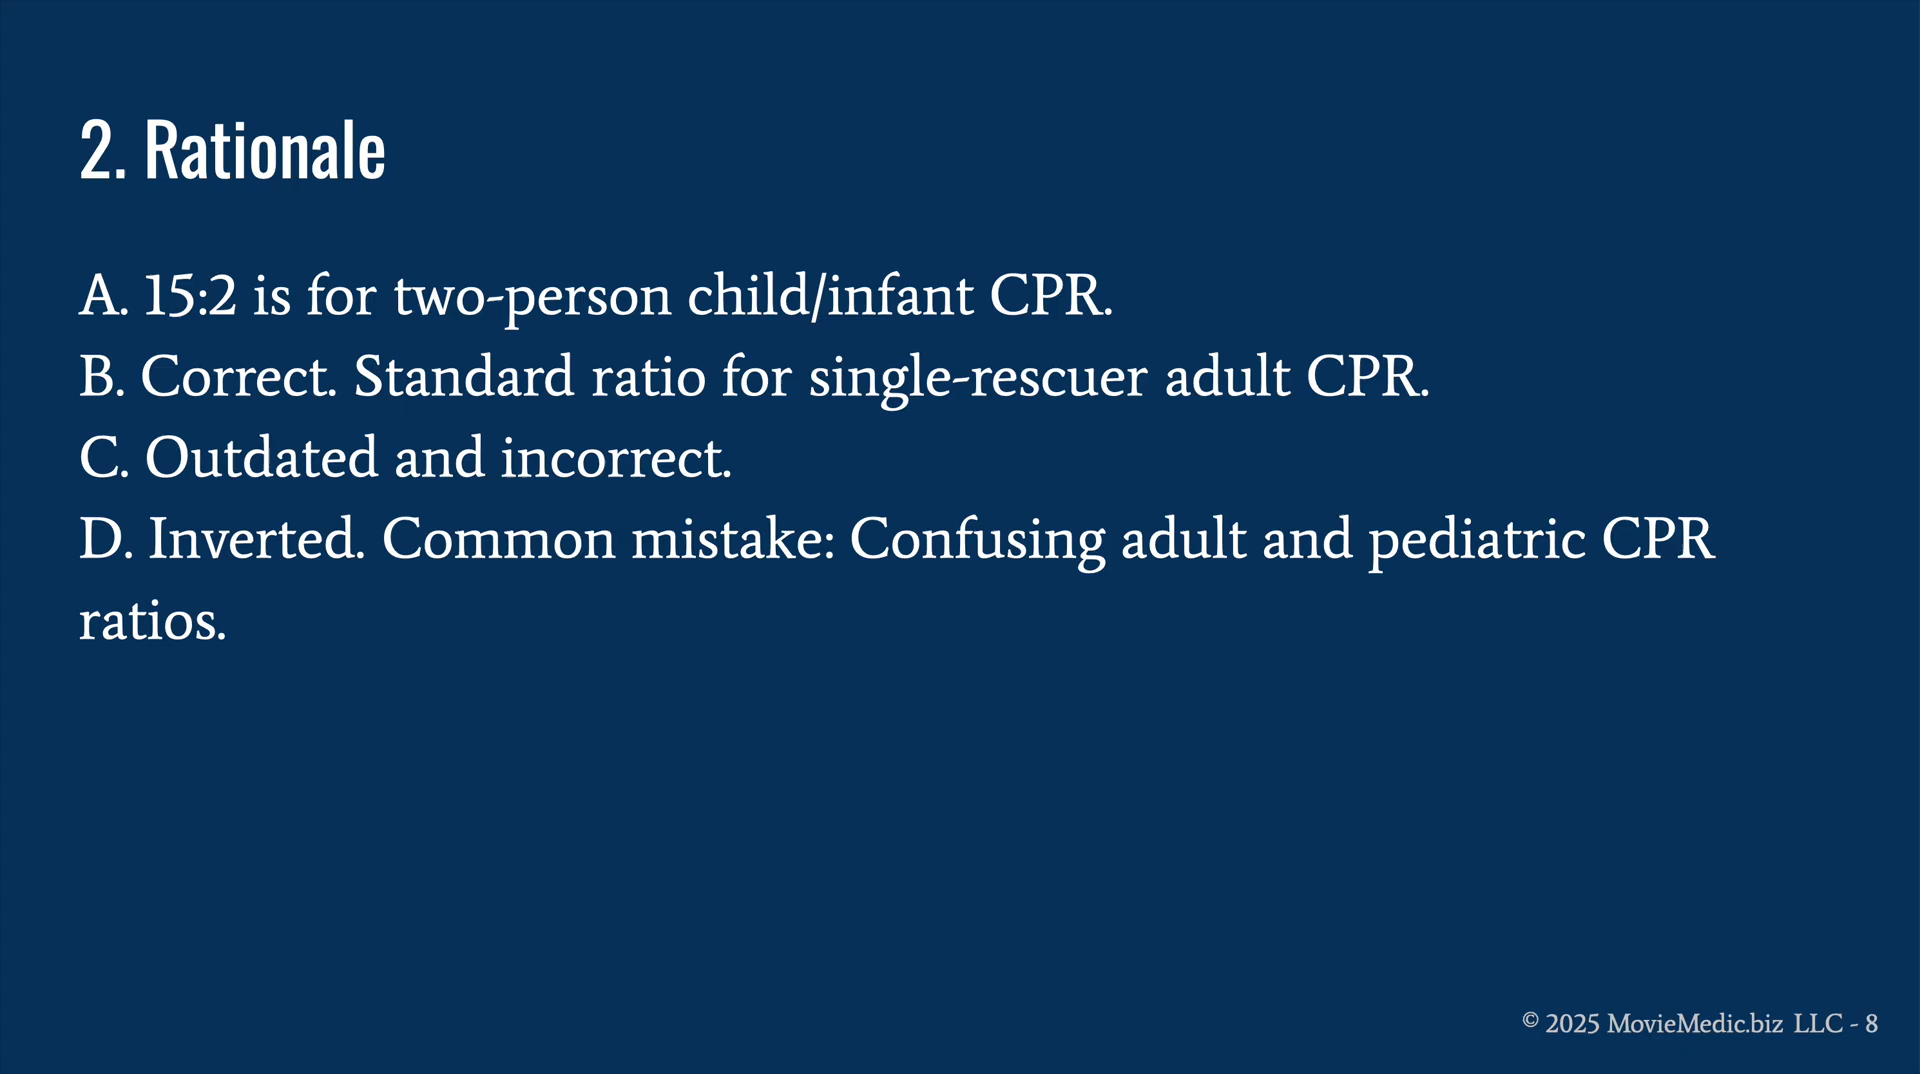 2. Rationale
A. 15:2 is for two-person child/infant CPR.
B. Correct. Standard ratio for single-rescuer adult CPR.
C. Outdated and incorrect.
D. Inverted. Common mistake: Confusing adult and pediatric CPR
ratios.
© 2025 MovieMedic.biz LLC - 8